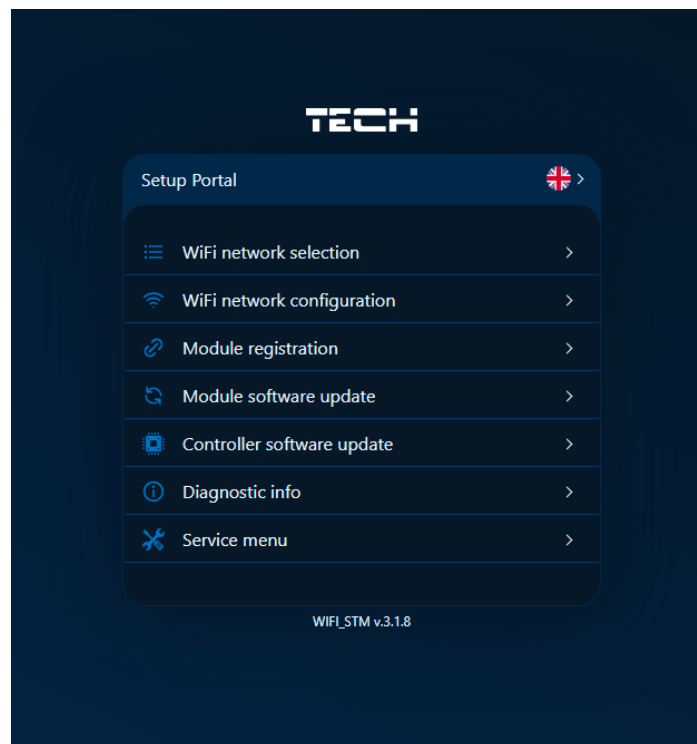 TECH
Setup Portal
WiFi network selection
WiFi network configuration
Module registration
Module software update
Controller software update
Diagnostic info
Service menu
WIFI_STM v.3.1.8